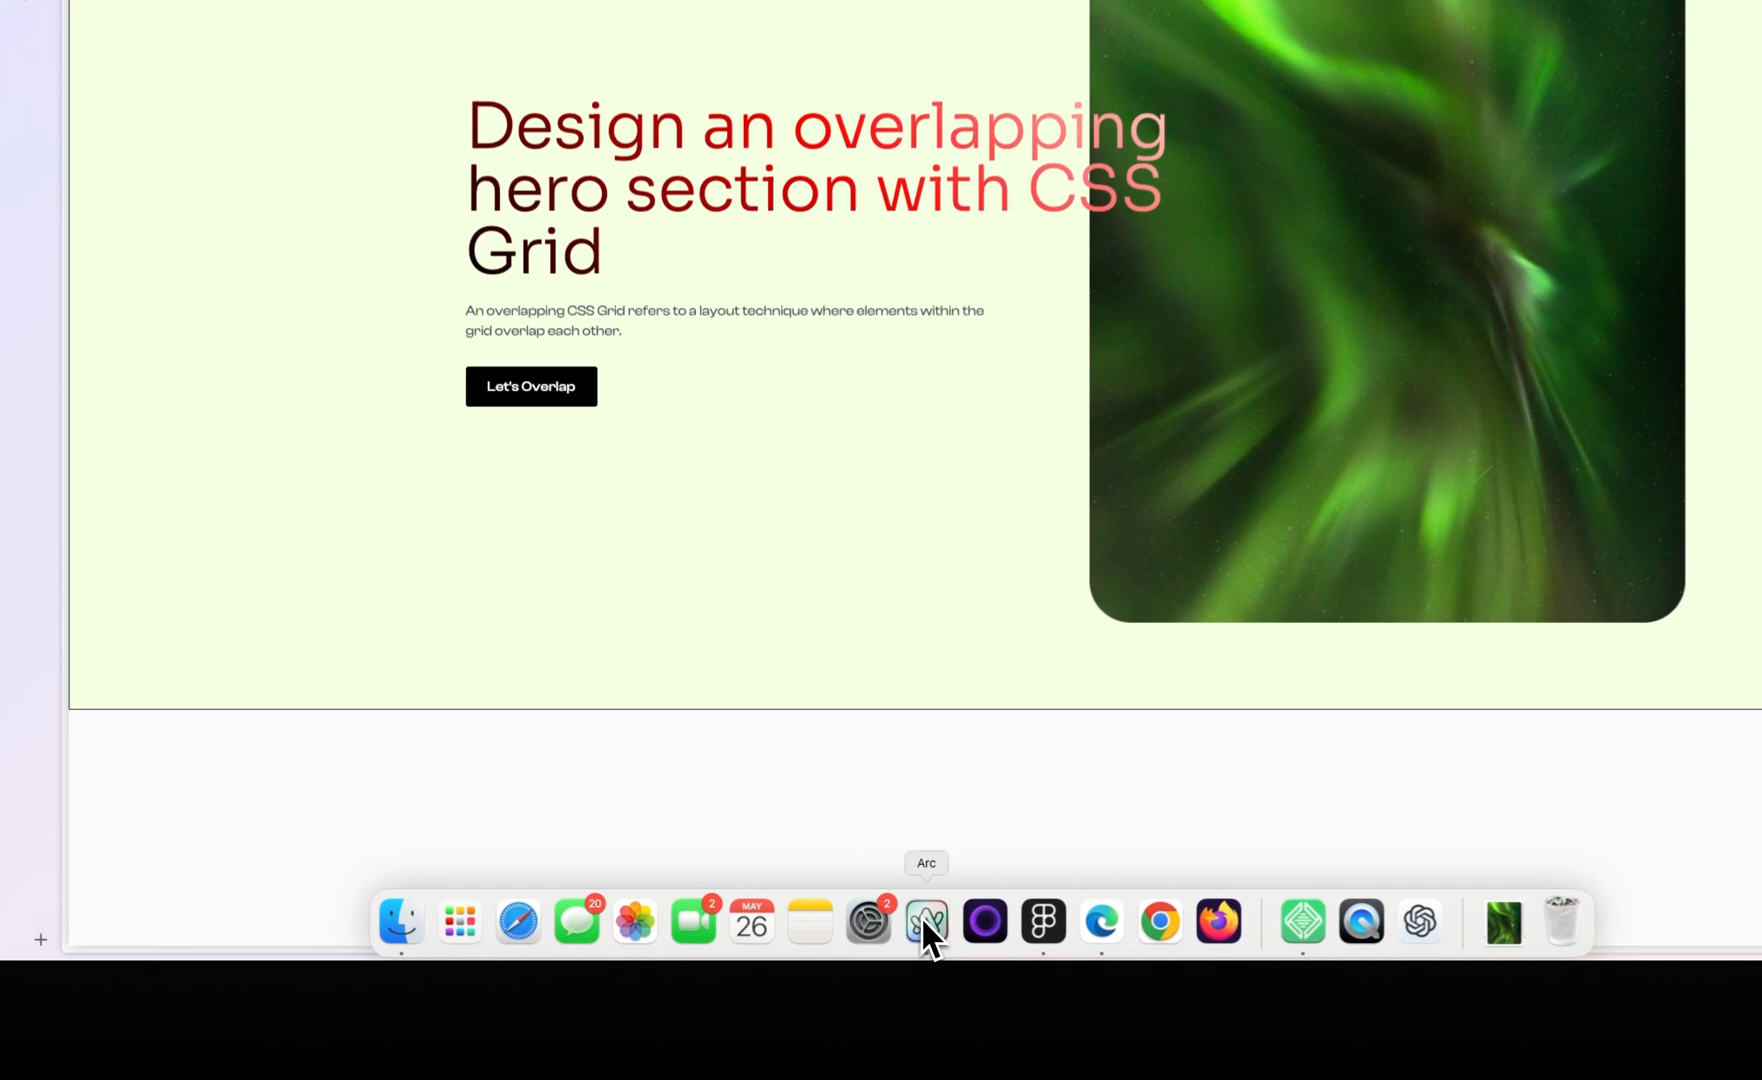 Design an overlapping
hero section with CSS
Grid
An overlapping CSS Grid refers to a layout technique where elements within the
grid overlap each other.
Let's Overlap
Arc
20
2
MAY
26
2